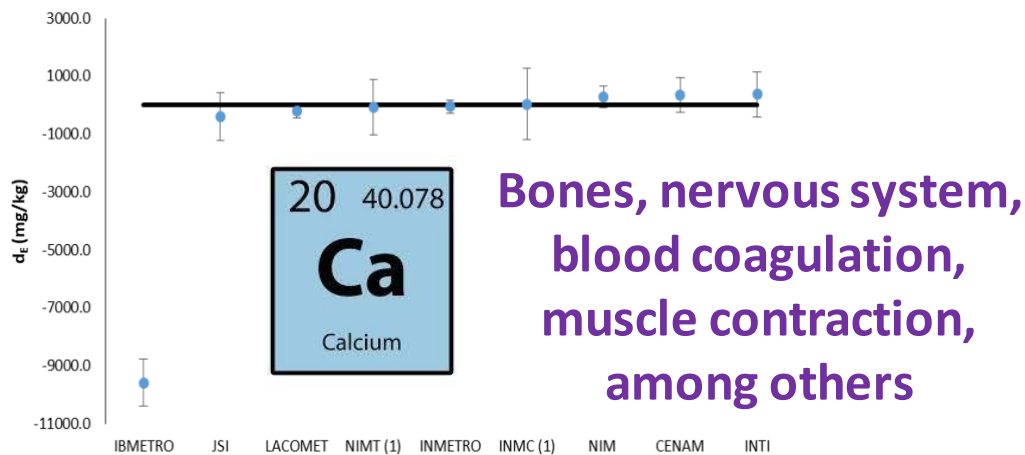 3000.0
1000.0
-1000.0
-3000.0
-5000.0
-7000.0
-9000.0
-11000.0
dE (mg/kg)
20 40.078
Ca
Calcium
Bones, nervous system,
blood coagulation,
muscle contraction,
among others
IBMETRO JSI LACOMET NIMT (1) INMETRO INMC (1) NIM CENAM INTI